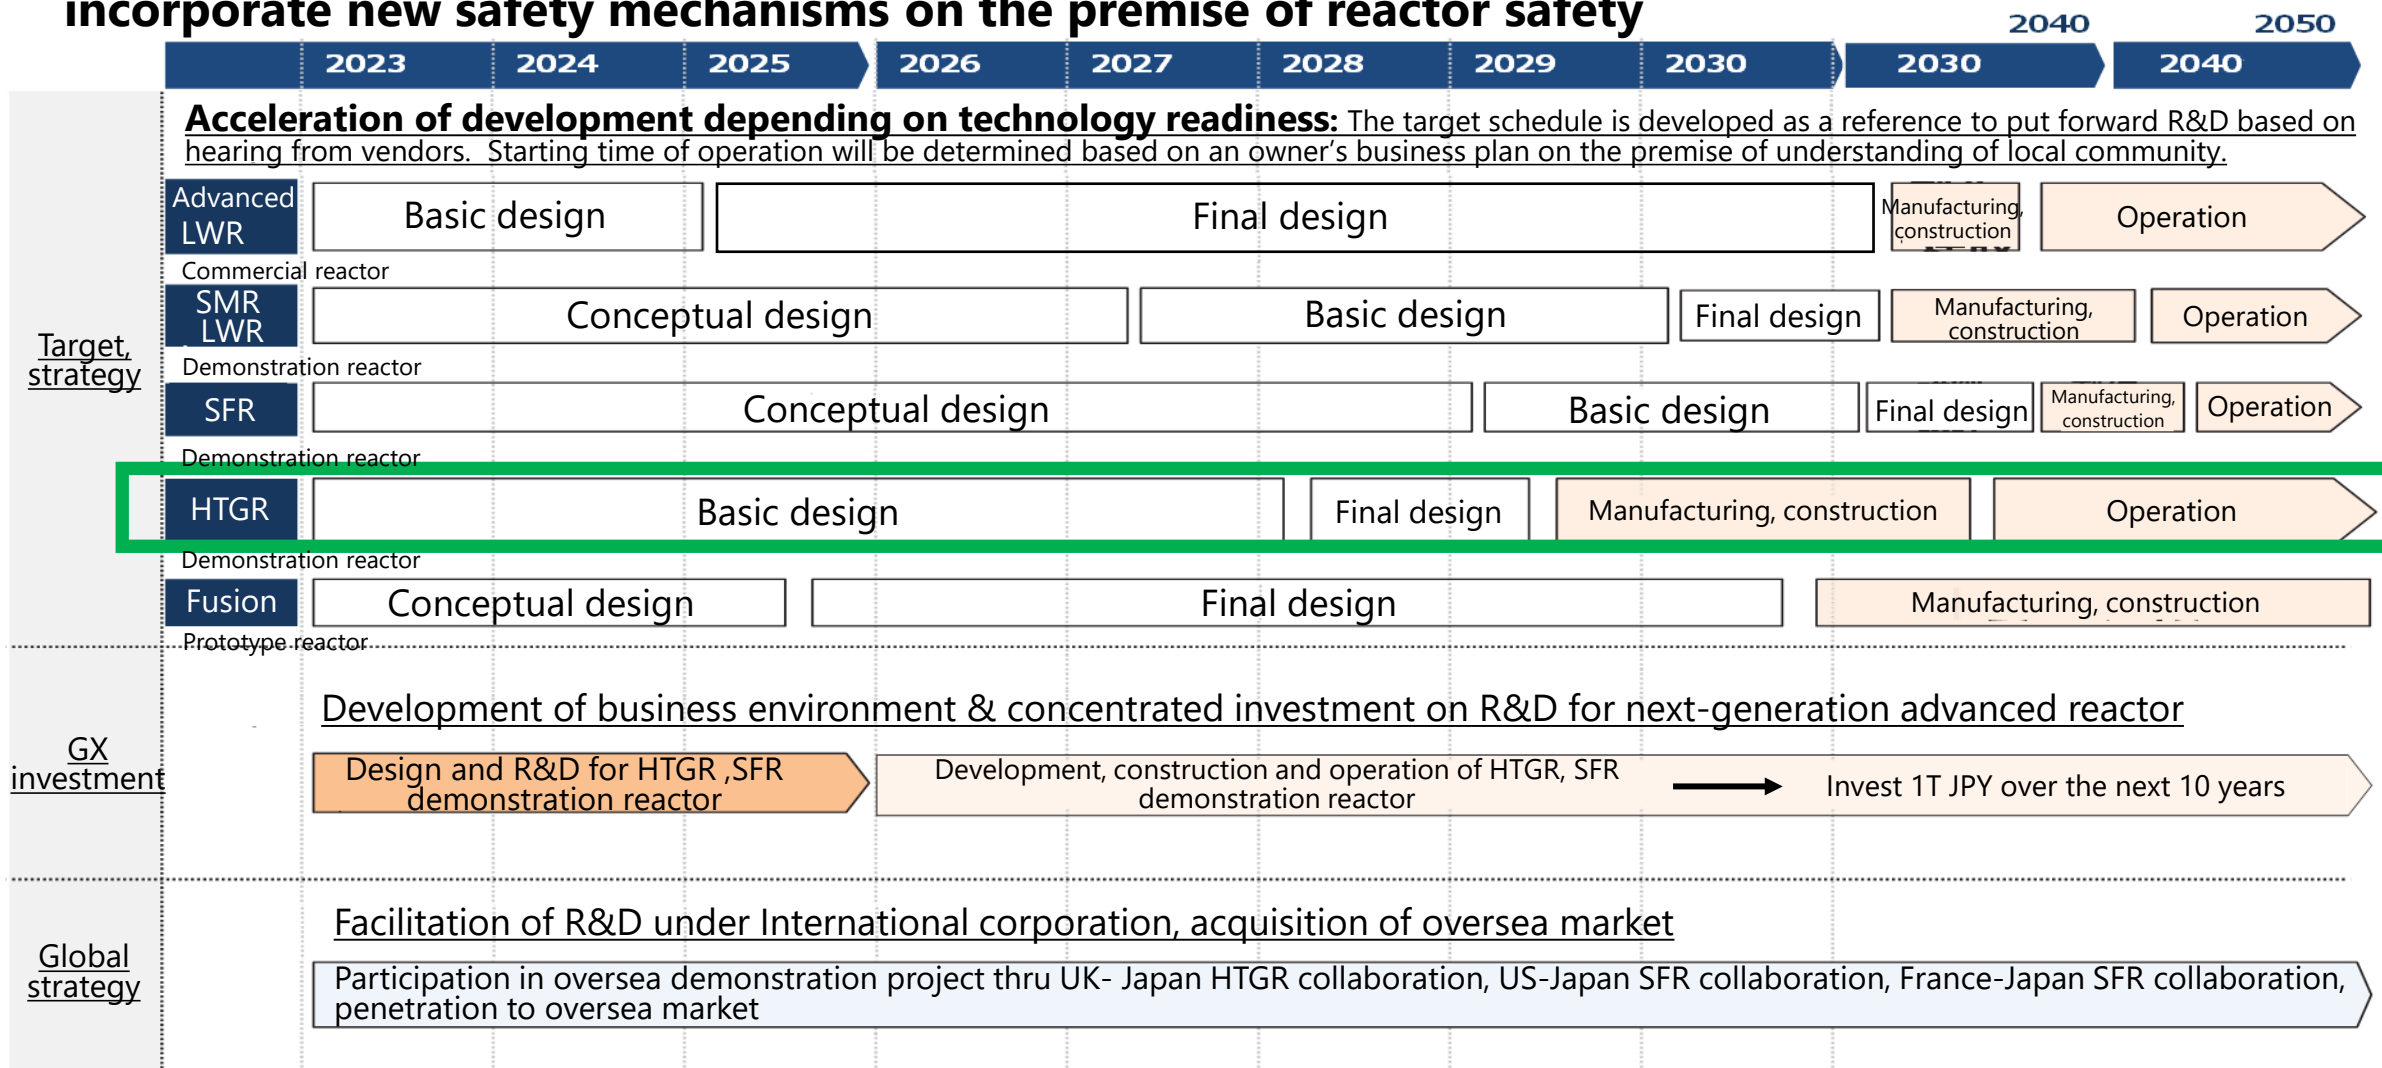 incorporate new safety mechanisms on the premise of reactor safety
2040
2050
2023
2024
2025
2026
2027
2028
2029
2030
2030
2040
Target,
strategy
Acceleration of development depending on technology readiness: The target schedule is developed as a reference to put forward R&D based on
hearing from vendors. Starting time of operation will be determined based on an owner's business plan on the premise of understanding of local community.
Advanced
LWR
Basic design
Final design
Manufacturing,
construction
Operation
Commercial reactor
SMR
LWR
Conceptual design
Basic design
Final design
Manufacturing,
construction
Operation
Demonstration reactor
SFR
Conceptual design
Basic design
Final design
Manufacturing,
construction
Operation
Demonstration reactor
HTGR
Basic design
Final design
Manufacturing, construction
Operation
Demonstration reactor
Fusion
Conceptual design
Final design
Manufacturing, construction
Prototype reactor
GX
investment
Development of business environment & concentrated investment on R&D for next-generation advanced reactor
Design and R&D for HTGR ,SFR
demonstration reactor
Development, construction and operation of HTGR, SFR
demonstration reactor
Invest 1T JPY over the next 10 years
Global
strategy
Facilitation of R&D under International corporation, acquisition of oversea market
Participation in oversea demonstration project thru UK- Japan HTGR collaboration, US-Japan SFR collaboration, France-Japan SFR collaboration,
penetration to oversea market